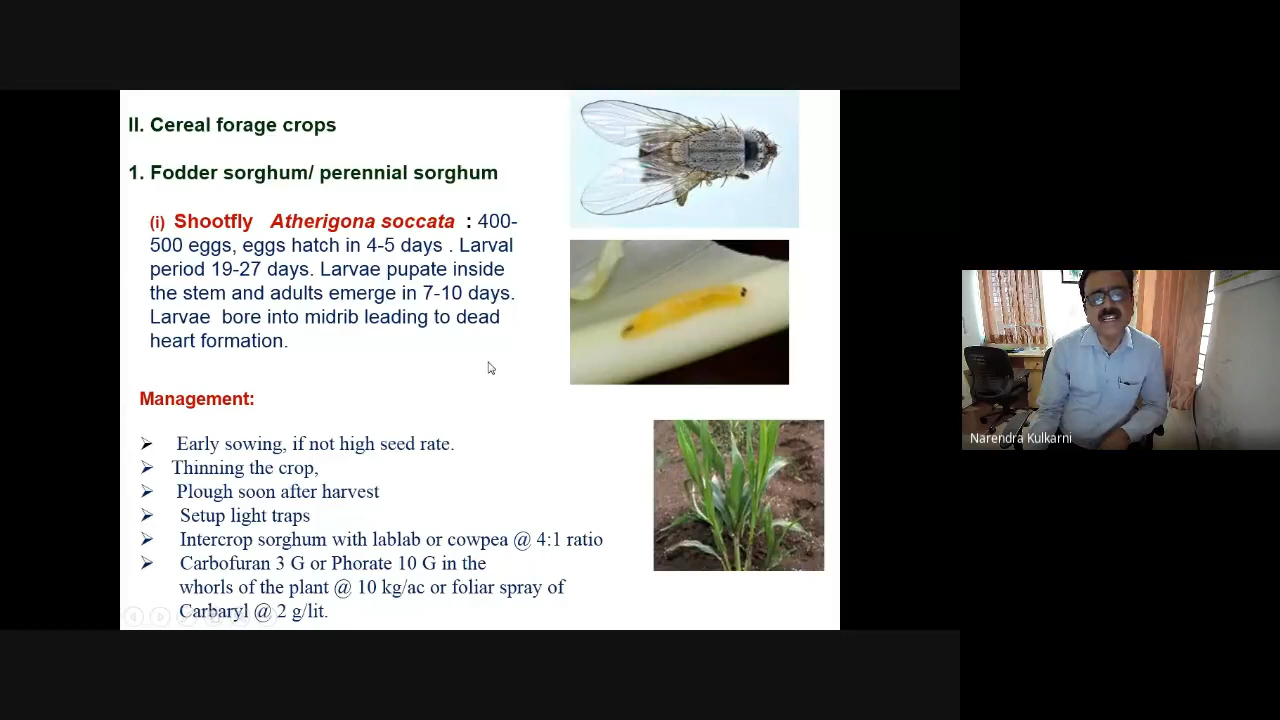 II. Cereal forage crops
1. Fodder sorghum/ perennial sorghum
(i) Shootfly Atherigona soccata : 400-
500 eggs, eggs hatch in 4-5 days . Larval
period 19-27 days. Larvae pupate inside
the stem and adults emerge in 7-10 days.
Larvae bore into midrib leading to dead
heart formation.
Management:
➢ Early sowing, if not high seed rate.
➢ Thinning the crop,
➢ Plough soon after harvest
➢ Setup light traps
➢ Intercrop sorghum with lablab or cowpea @ 4:1 ratio
➢ Carbofuran 3 G or Phorate 10 G in the
whorls of the plant @ 10 kg/ac or foliar spray of
Carbaryl @ 2 g/lit.
Narendra Kulkarni